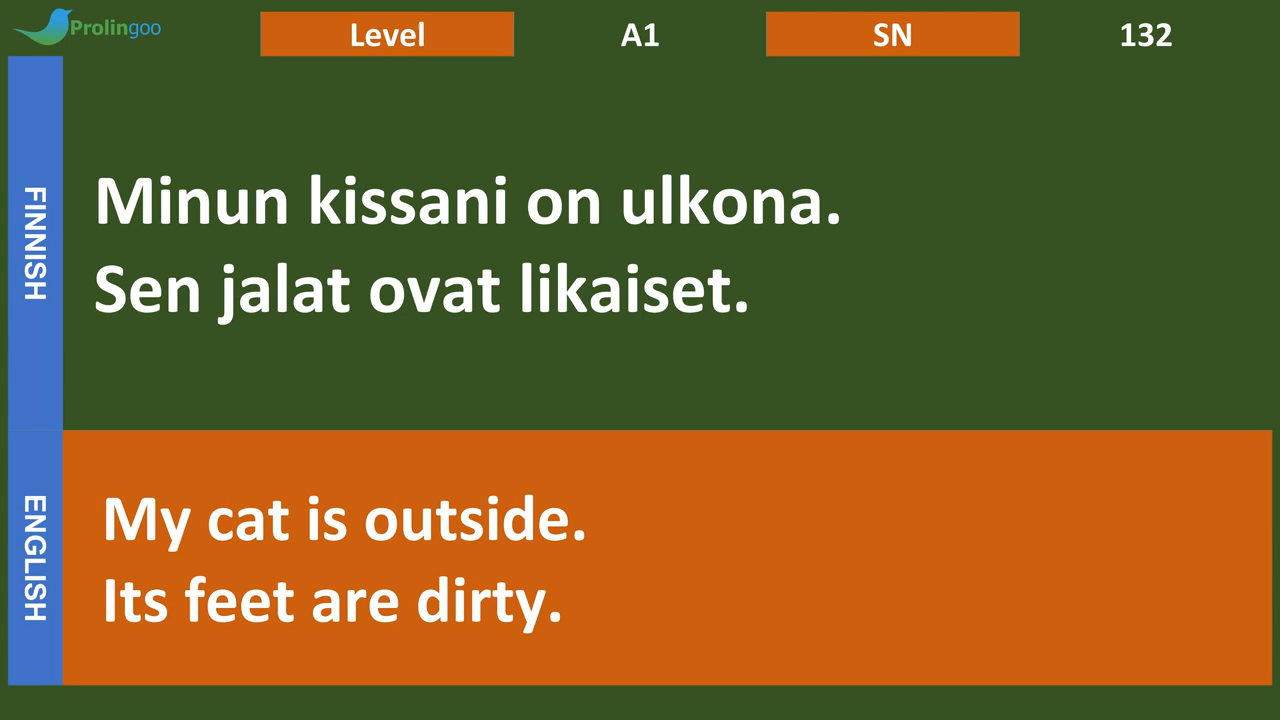 Prolingoo
Level A1 SN 132
FINNISH
Minun kissani on ulkona.
Sen jalat ovat likaiset.
ENGLISH
My cat is outside.
Its feet are dirty.